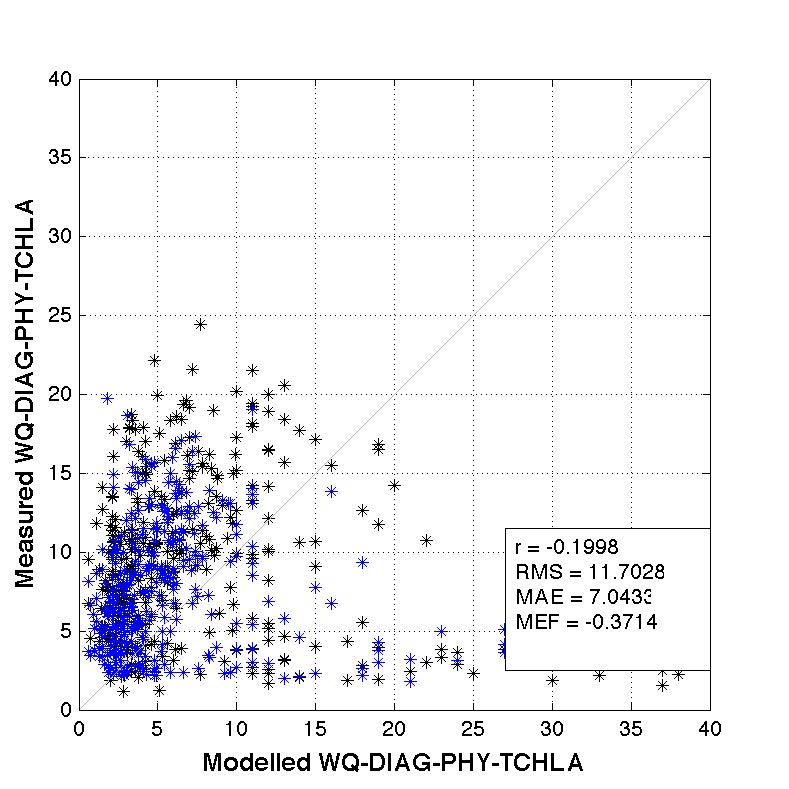 40
35
30
25
20
15
10
5
0
Measured WQ-DIAG-PHY-TCHLA
r = -0.1998
RMS = 11.7028
MAE = 7.0433
MEF = -0.3714
0 5 10 15 20 25 30 35 40
Modelled WQ-DIAG-PHY-TCHLA